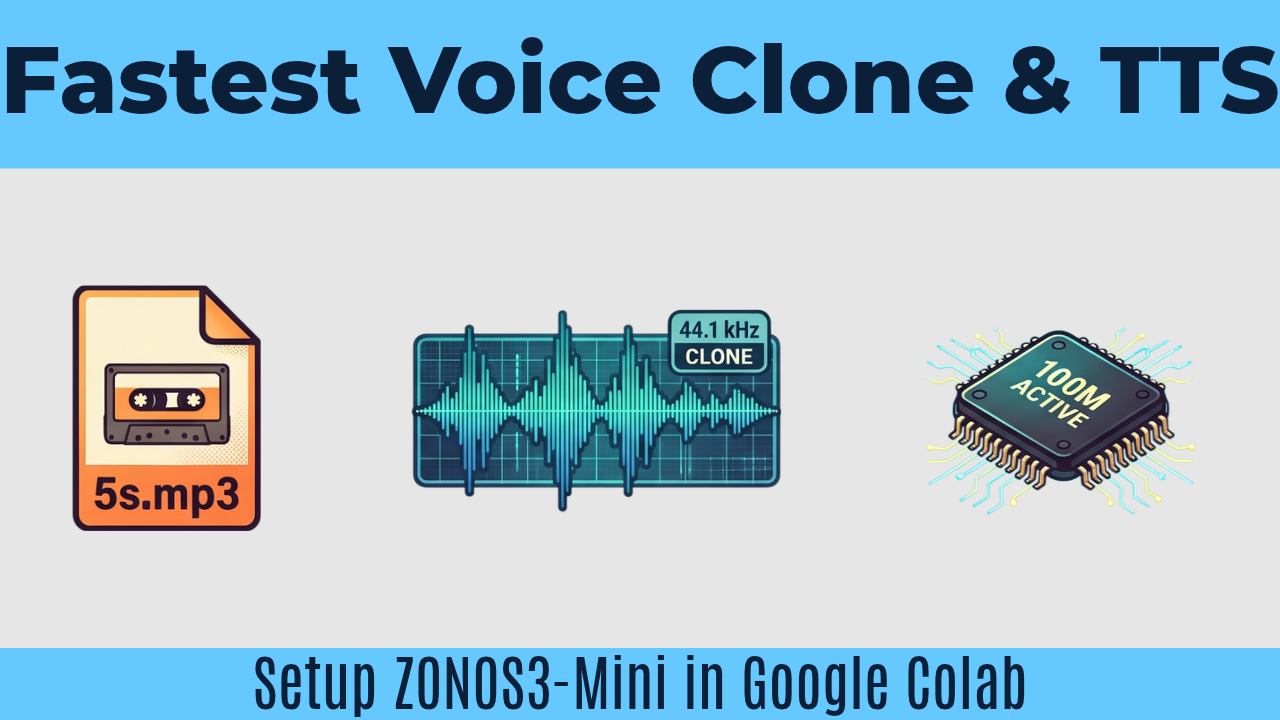 Fastest Voice Clone & TTS
5s.mp3
44.1 kHz
CLONE
100M
ACTIVE
Setup ZONOS3-Mini in Google Colab